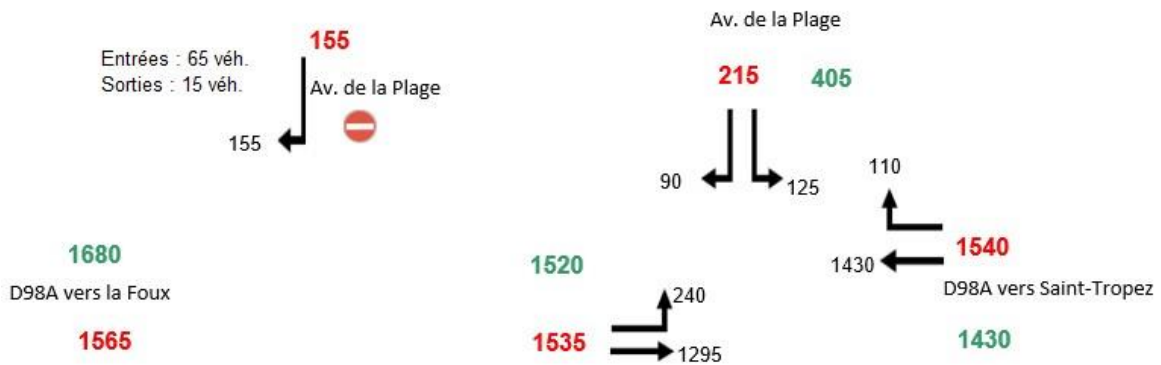 Av. de la Plage
155
Entrées : 65 véh.
Sorties : 15 véh.
Av. de la Plage
155
215 405
90
125
110
1680
D98A vers la Foux
1565
1520
240
1535
1295
1540
1430
D98A vers Saint-Tropez
1430